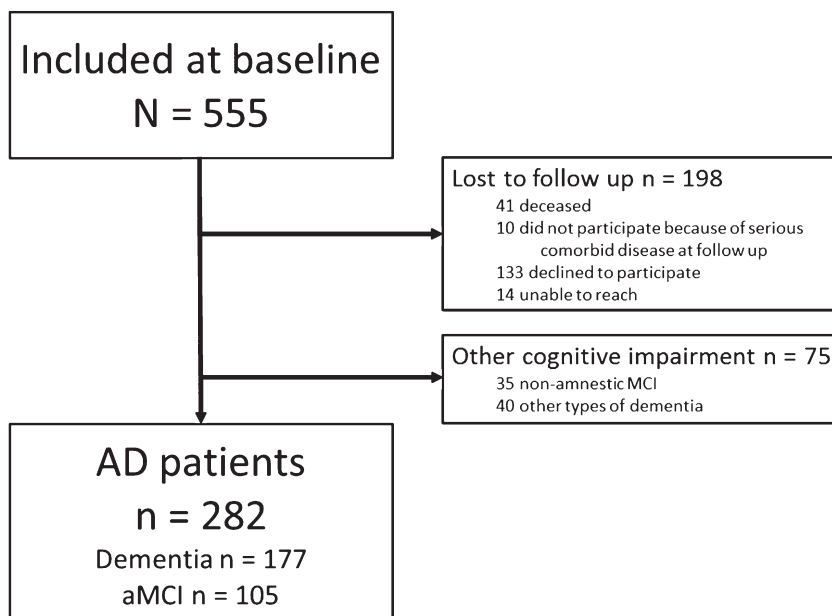 Included at baseline
N = 555
Lost to follow up n = 198
41 deceased
10 did not participate because of serious
comorbid disease at follow up
133 declined to participate
14 unable to reach
Other cognitive impairment n = 75
35 non-amnestic MCI
40 other types of dementia
AD patients
n = 282
Dementia n = 177
aMCI n = 105